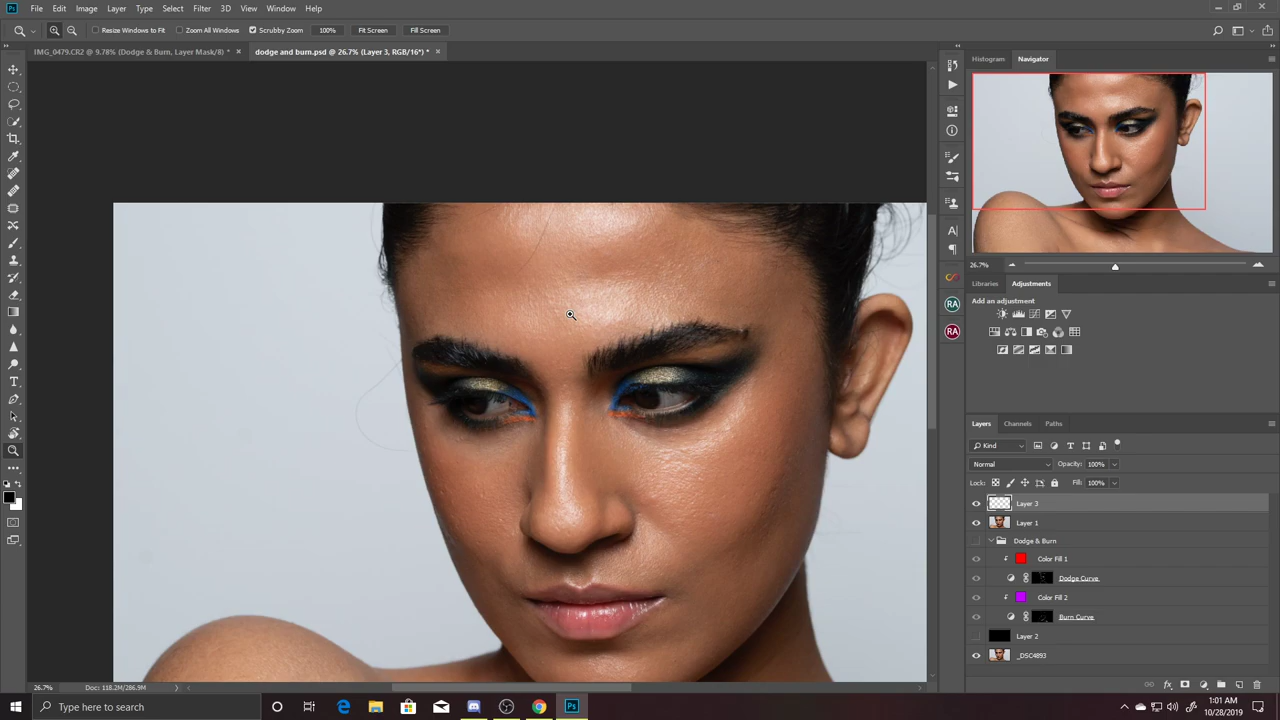 Ps File Edit Image Layer Type Select Filter 3D View Window Help
Resize Windows to Fit Zoom All Windows Scrubby Zoom 100% Fit Screen Fill Screen
IMG_0479.CR2 @ 9.78% (Dodge & Burn, Layer Mask/8) * × dodge and burn.psd @ 26.7% (Layer 3, RGB/16*) * ×
Histogram Navigator
26.7%
Libraries Adjustments
Add an adjustment
RA
RA
Layers Channels Paths
Kind
Normal Opacity: 100%
Lock: Fill: 100%
Layer 3
Layer 1
Dodge & Burn
Color Fill 1
Dodge Curve
Color Fill 2
Burn Curve
Layer 2
_DSC4893
26.7% Doc: 118.2M/286.9M
Type here to search
Ps
1:01 AM
10/28/2019